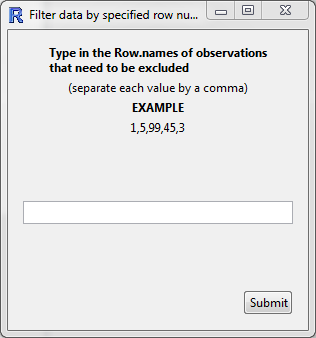 R Filter data by specified row nu...
Type in the Row.names of observations
that need to be excluded
(separate each value by a comma)
EXAMPLE
1,5,99,45,3
Submit